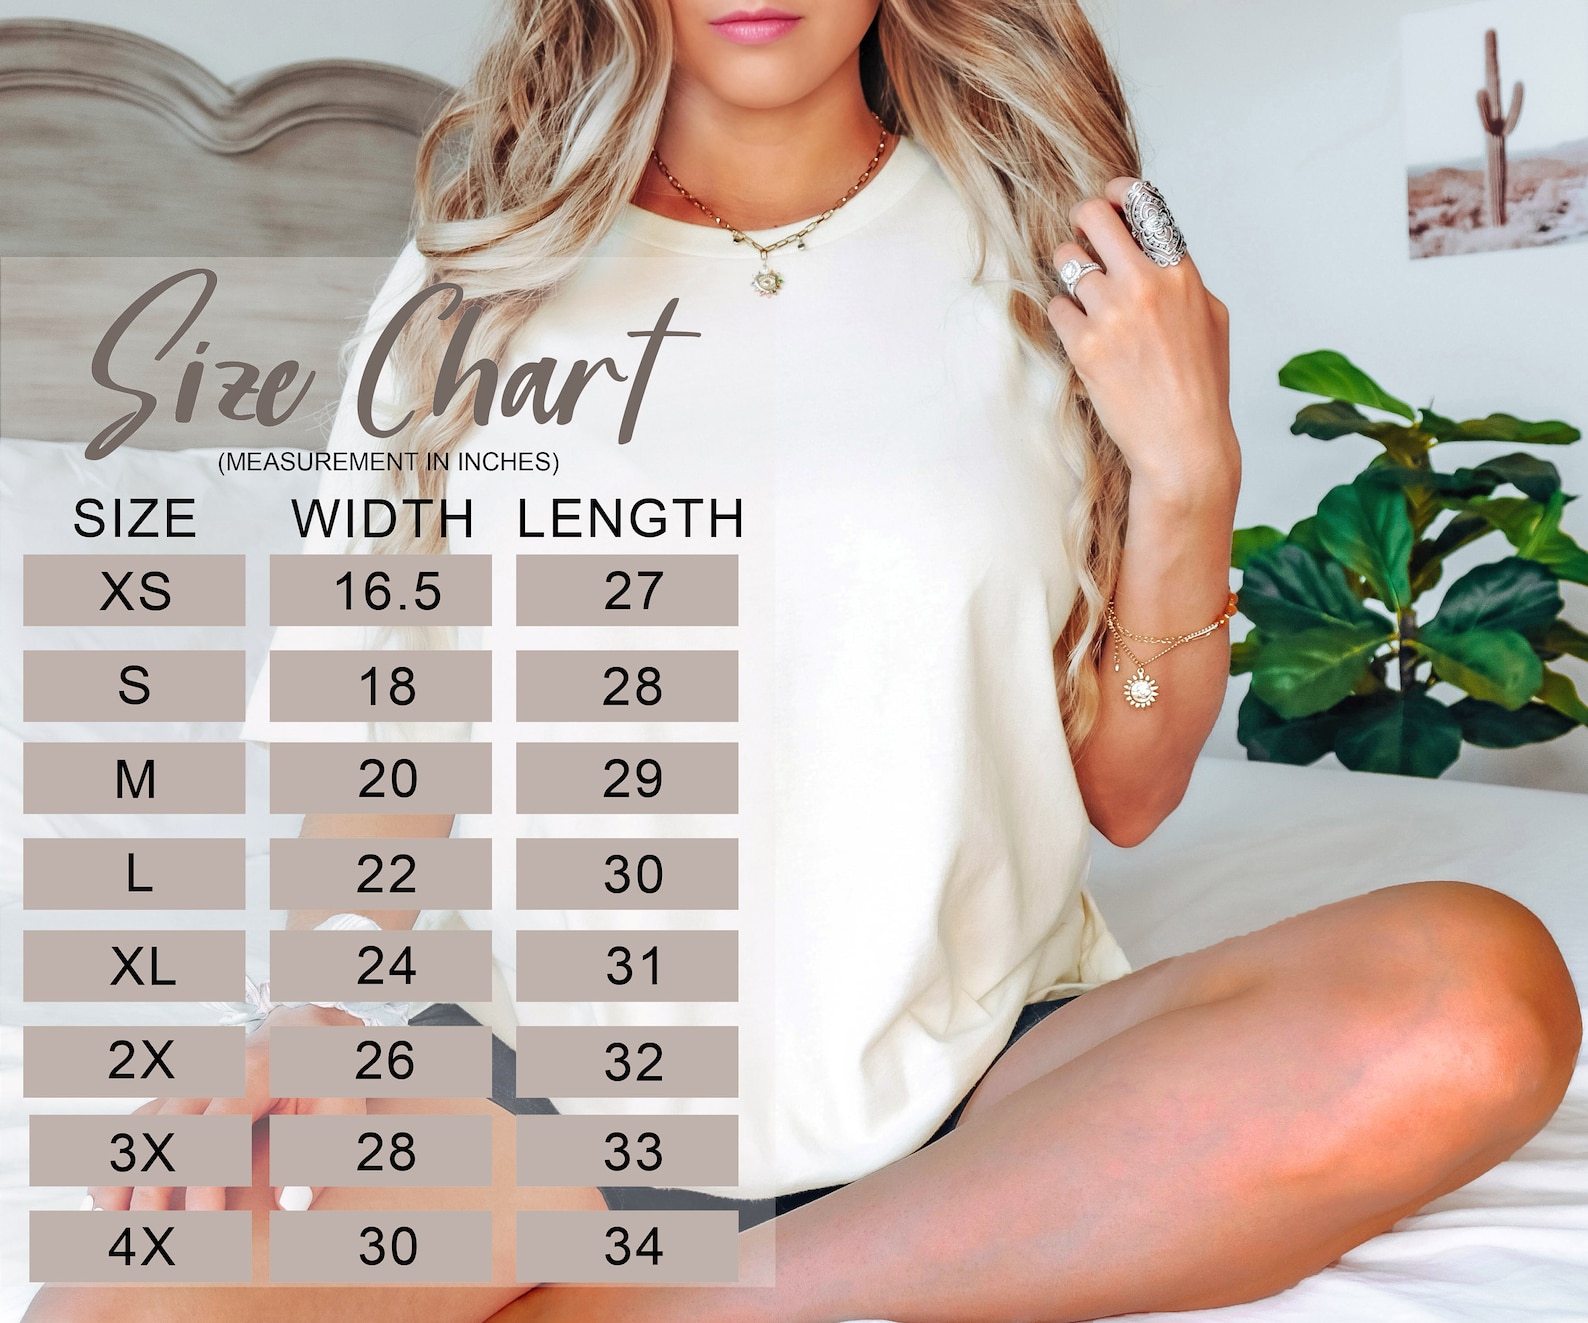 Size Chart
(MEASUREMENT IN INCHES)
SIZE WIDTH LENGTH
XS 16.5 27
S 18 28
M 20 29
L 22 30
XL 24 31
2X 26 32
3X 28 33
4X 30 34